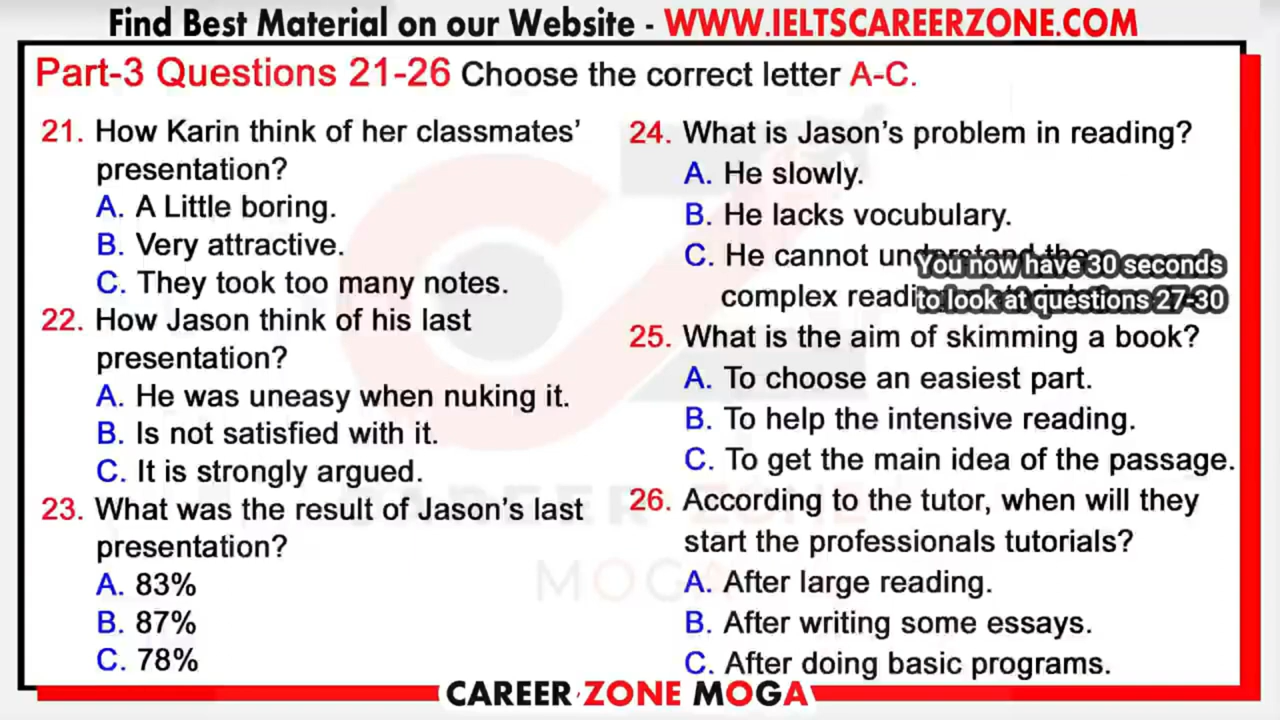 Find Best Material on our Website - WWW.IELTSCAREERZONE.COM
Part-3 Questions 21-26 Choose the correct letter A-C.
21. How Karin think of her classmates'
presentation?
A. A Little boring.
B. Very attractive.
C. They took too many notes.
22. How Jason think of his last
presentation?
A. He was uneasy when nuking it.
B. Is not satisfied with it.
C. It is strongly argued.
23. What was the result of Jason's last
presentation?
A. 83%
B. 87%
C. 78%
24. What is Jason's problem in reading?
A. He slowly.
B. He lacks vocubulary.
C. He cannot understand the
complex
25. What is the aim of skimming a book?
A. To choose an easiest part.
B. To help the intensive reading.
C. To get the main idea of the passage.
26. According to the tutor, when will they
start the professionals tutorials?
A. After large reading.
B. After writing some essays.
C. After doing basic programs.
You now have 30 seconds
to look at questions 27-30
CAREER ZONE MOGA
CAREER ZONE MOGA